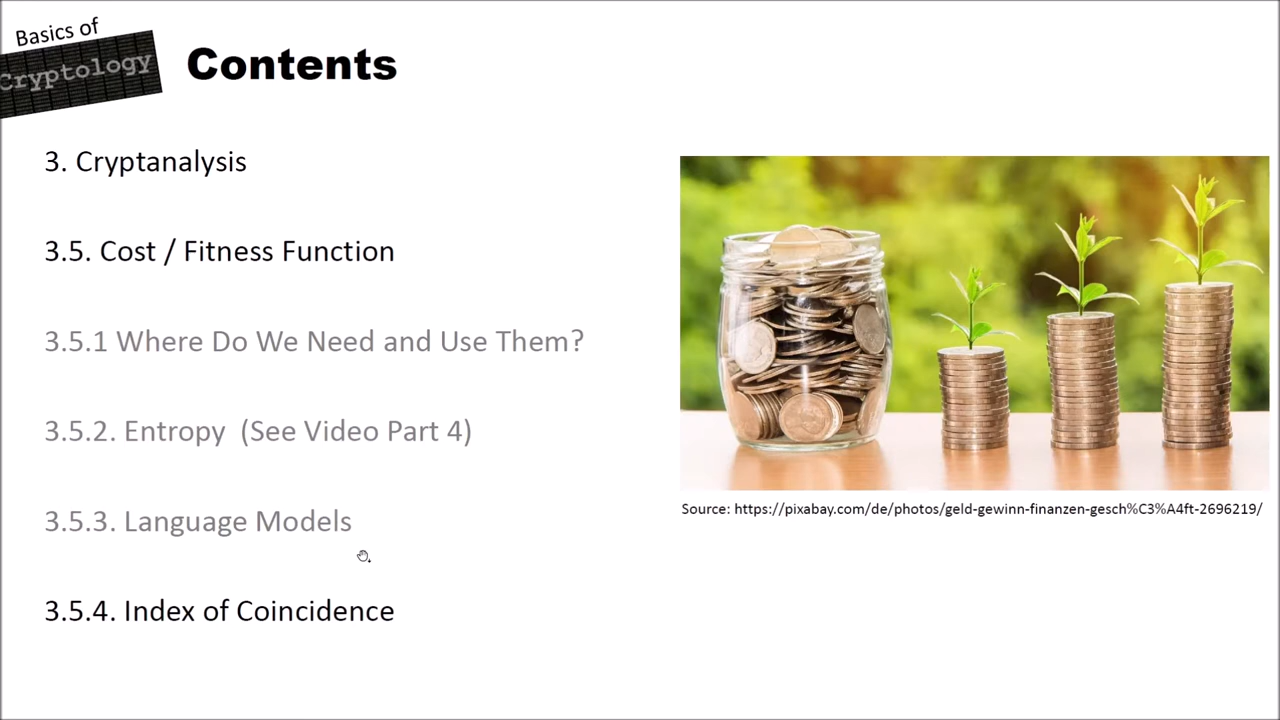 Basics of
Cryptology
Contents
3. Cryptanalysis
3.5. Cost / Fitness Function
3.5.1 Where Do We Need and Use Them?
3.5.2. Entropy (See Video Part 4)
3.5.3. Language Models
3.5.4. Index of Coincidence
Source: https://pixabay.com/de/photos/geld-gewinn-finanzen-gesch%C3%A4ft-2696219/